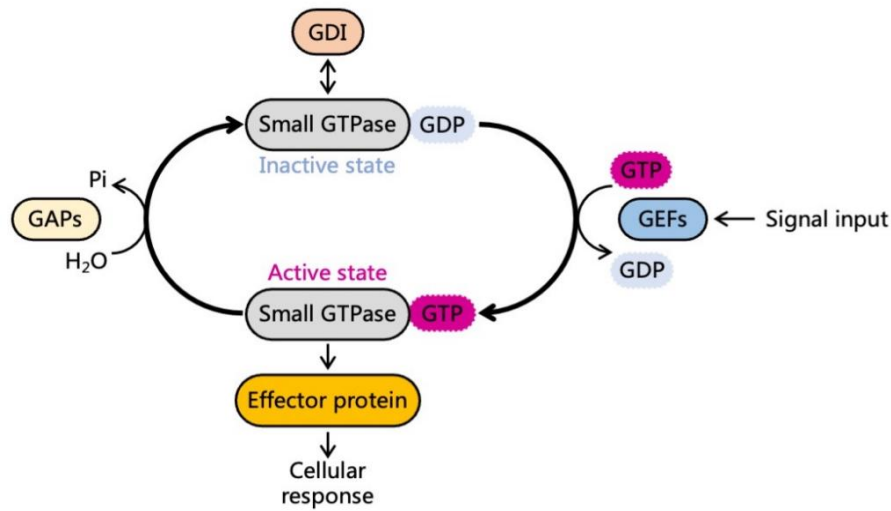 GDI
Small GTPase GDP
Inactive state
GTP
Pi
GAPs
GEFs
Signal input
H₂O
GDP
Active state
Small GTPase GTP
Effector protein
Cellular
response